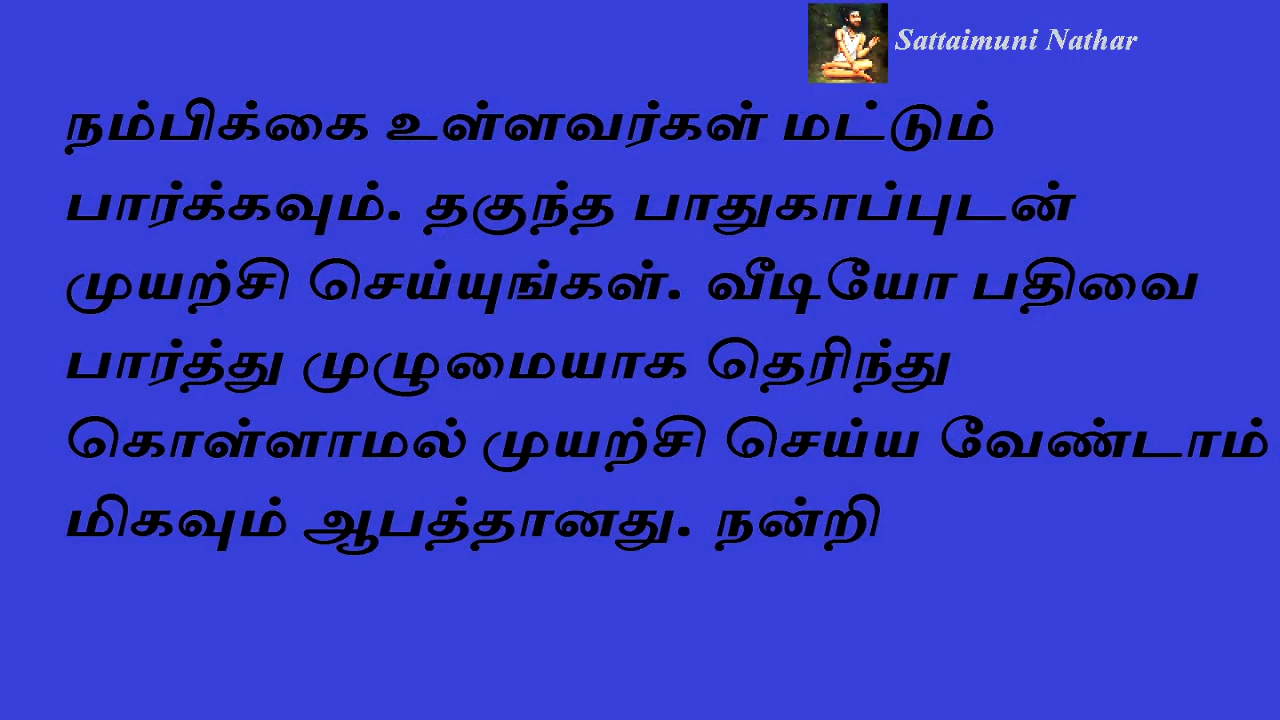 Sattaimuni Nathar
நம்பிக்கை உள்ளவர்கள் மட்டும்
பார்க்கவும். தகுந்த பாதுகாப்புடன்
முயற்சி செய்யுங்கள். வீடியோ பதிவை
பார்த்து முழுமையாக தெரிந்து
கொள்ளாமல் முயற்சி செய்ய வேண்டாம்
மிகவும் ஆபத்தானது. நன்றி